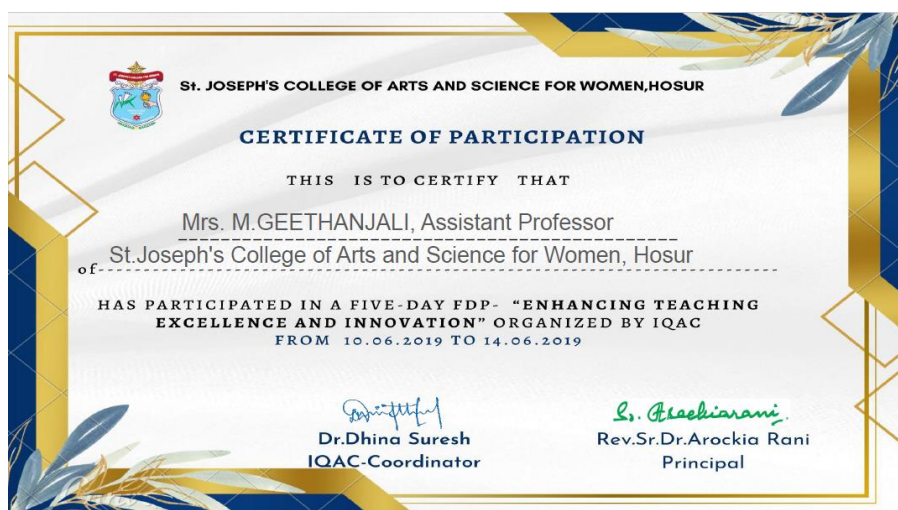 St. JOSEPH'S COLLEGE OF ARTS AND SCIENCE FOR WOMEN,HOSUR
CERTIFICATE OF PARTICIPATION
THIS IS TO CERTIFY THAT
Mrs. M.GEETHANJALI, Assistant Professor
of St.Joseph's College of Arts and Science for Women, Hosur
HAS PARTICIPATED IN A FIVE-DAY FDP- “ENHANCING TEACHING
EXCELLENCE AND INNOVATION” ORGANIZED BY IQAC
FROM 10.06.2019 TO 14.06.2019
Dr.Dhina Suresh
IQAC-Coordinator
Sr. Arockiarani
Rev.Sr.Dr.Arockia Rani
Principal